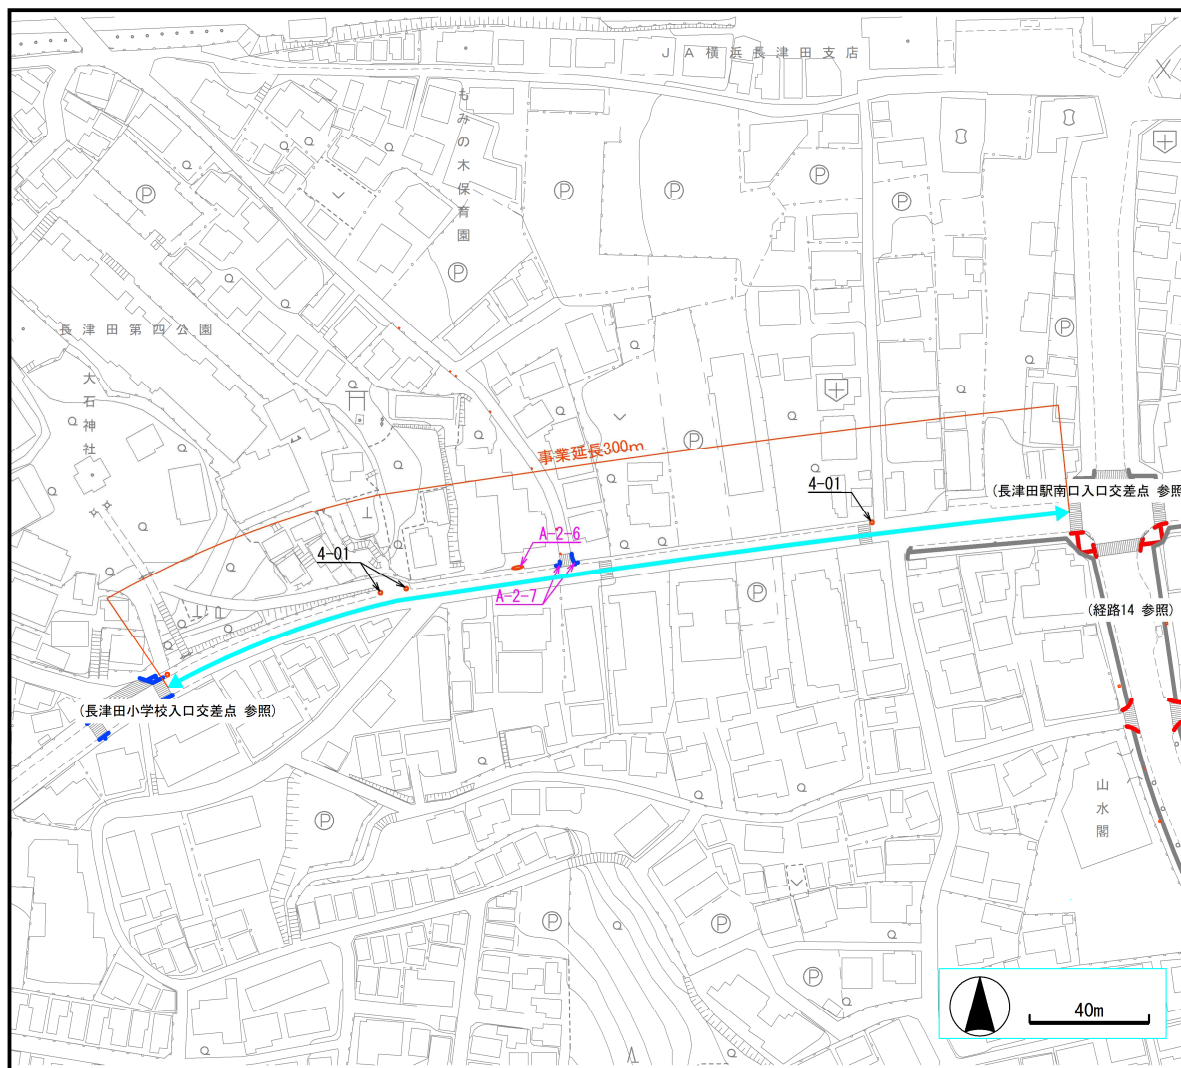 JA横浜長津田支店
もみの木保育園
P
P
P
P
P
P
長津田第四公園
P
大石神社
P
事業延長300m
4-01
(長津田駅南口入口交差点 参照
A-2-6
4-01
A-2-7
P
(経路14 参照)
(長津田小学校入口交差点 参照)
山水閣
P
P
P
P
40m